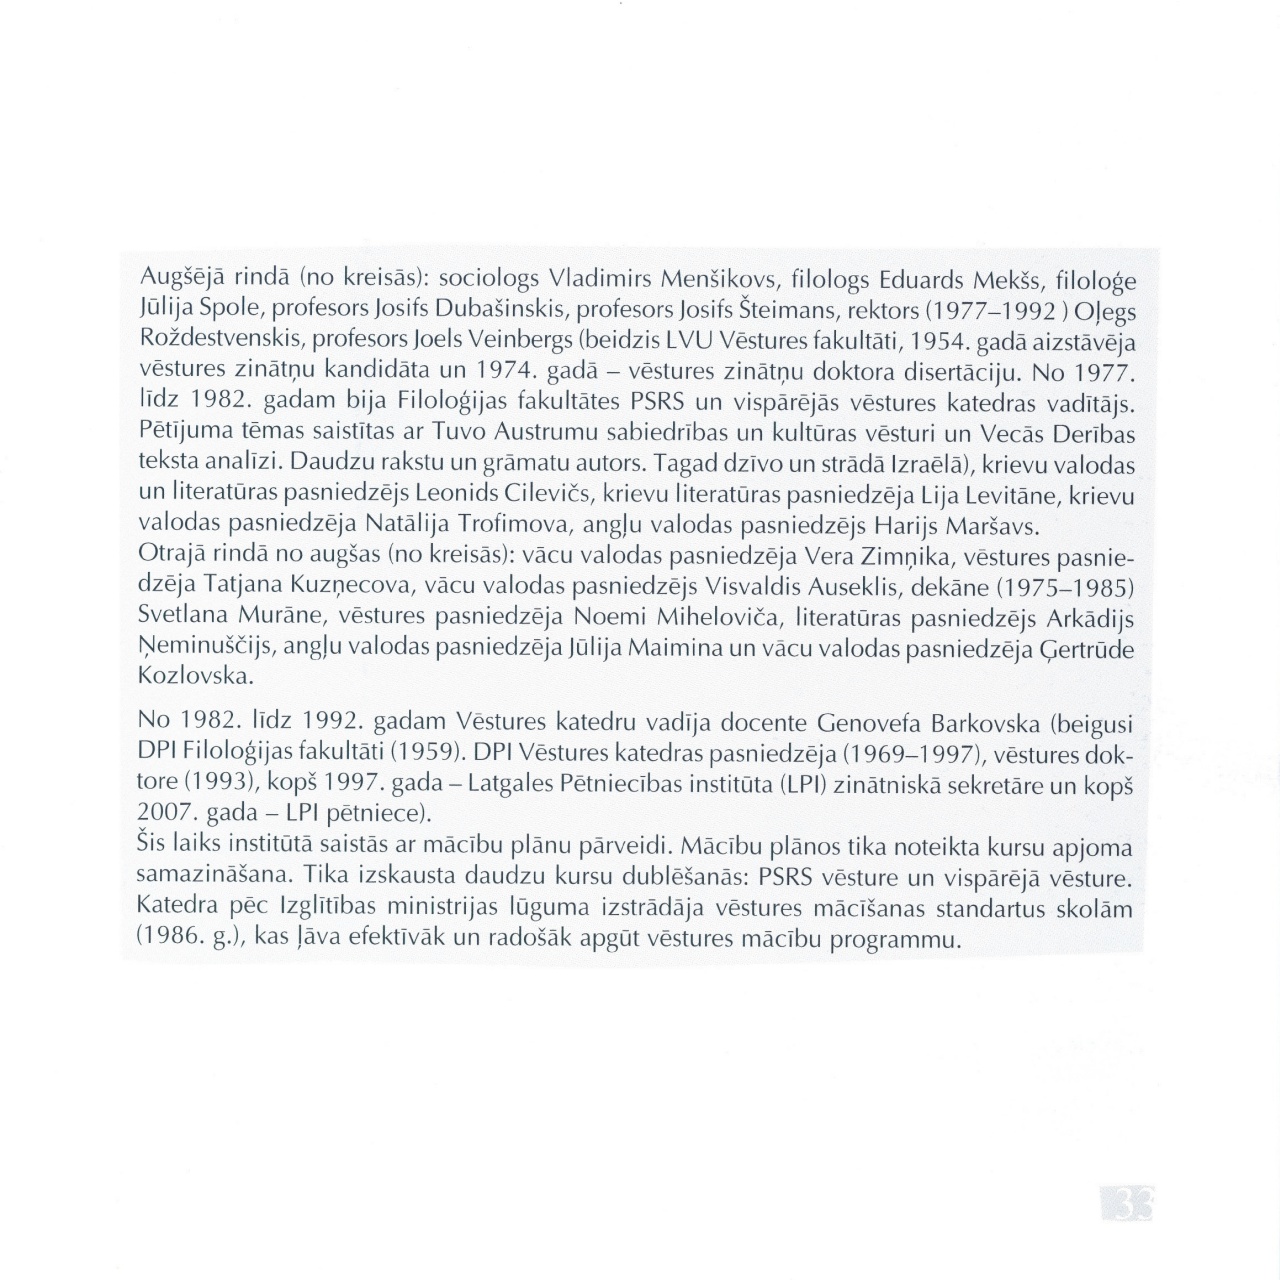 Augšējā rindā (no kreisās): sociologs Vladimirs Menšikovs, filologs Eduards Mekšs, filoloģe
Jūlija Spole, profesors Josifs Dubašinskis, profesors Josifs Šteimans, rektors (1977–1992 ) Oļegs
Roždestvenskis, profesors Joels Veinbergs (beidzis LVU Vēstures fakultāti, 1954. gadā aizstāvēja
vēstures zinātņu kandidāta un 1974. gadā – vēstures zinātņu doktora disertāciju. No 1977.
līdz 1982. gadam bija Filoloģijas fakultātes PSRS un vispārējās vēstures katedras vadītājs.
Pētījuma tēmas saistītas ar Tuvo Austrumu sabiedrības un kultūras vēsturi un Vecās Derības
teksta analīzi. Daudzu rakstu un grāmatu autors. Tagad dzīvo un strādā Izraēlā), krievu valodas
un literatūras pasniedzējs Leonids Cilevičs, krievu literatūras pasniedzēja Lija Levitāne, krievu
valodas pasniedzēja Natālija Trofimova, angļu valodas pasniedzējs Harijs Maršavs.
Otrajā rindā no augšas (no kreisās): vācu valodas pasniedzēja Vera Zimņika, vēstures pasnie-
dzēja Tatjana Kuzņecova, vācu valodas pasniedzējs Visvaldis Auseklis, dekāne (1975–1985)
Svetlana Murāne, vēstures pasniedzēja Noemi Miheloviča, literatūras pasniedzējs Arkādijs
Ņeminuščijs, angļu valodas pasniedzēja Jūlija Maimina un vācu valodas pasniedzēja Ģertrūde
Kozlovska.
No 1982. līdz 1992. gadam Vēstures katedru vadīja docente Genovefa Barkovska (beigusi
DPI Filoloģijas fakultāti (1959). DPI Vēstures katedras pasniedzēja (1969–1997), vēstures dok-
tore (1993), kopš 1997. gada – Latgales Pētniecības institūta (LPI) zinātniskā sekretāre un kopš
2007. gada – LPI pētniece).
Šis laiks institūtā saistās ar mācību plānu pārveidi. Mācību plānos tika noteikta kursu apjoma
samazināšana. Tika izskausta daudzu kursu dublēšanās: PSRS vēsture un vispārējā vēsture.
Katedra pēc Izglītības ministrijas lūguma izstrādāja vēstures mācīšanas standartus skolām
(1986. g.), kas ļāva efektīvāk un radošāk apgūt vēstures mācību programmu.
33